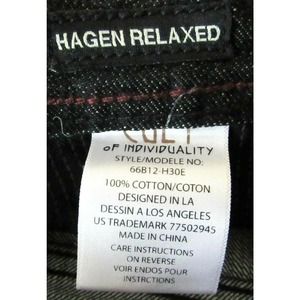 HAGEN RELAXED
CULT
OF INDIVIDUALITY
STYLE/MODELE NO:
66B12-H30E
100% COTTON/COTON
DESIGNED IN LA
DESSIN A LOS ANGELES
US TRADEMARK 77502945
MADE IN CHINA
CARE INSTRUCTIONS
ON REVERSE
VOIR ENDOS POUR
INSTRUCTIONS